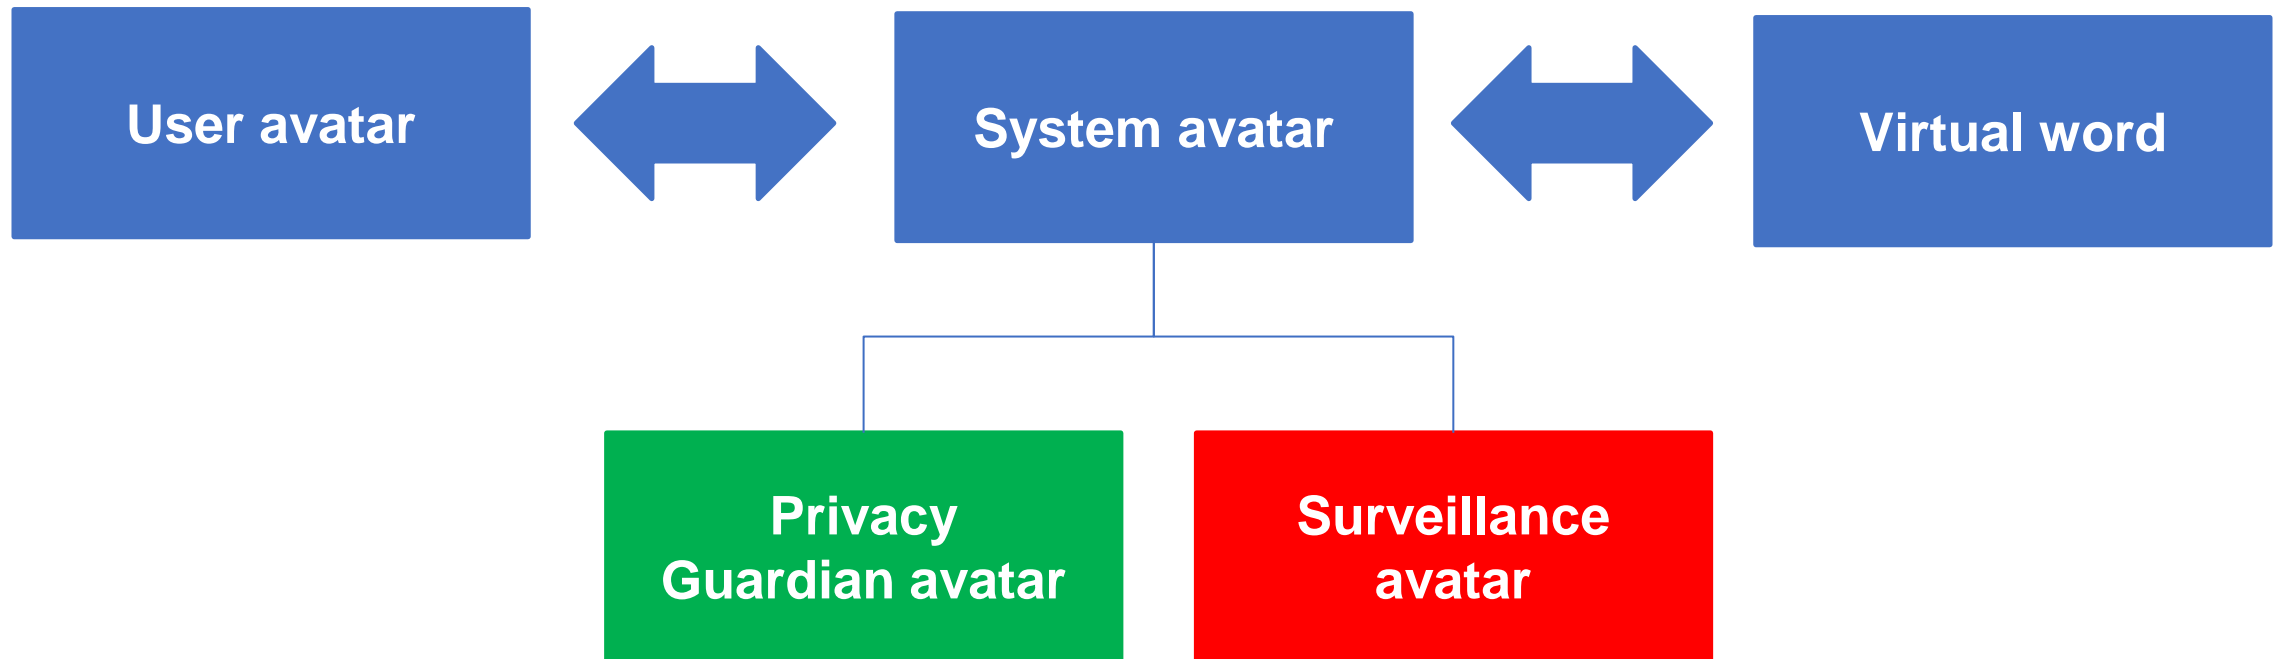 User avatar
System avatar
Virtual word
Privacy
Guardian avatar
Surveillance
avatar